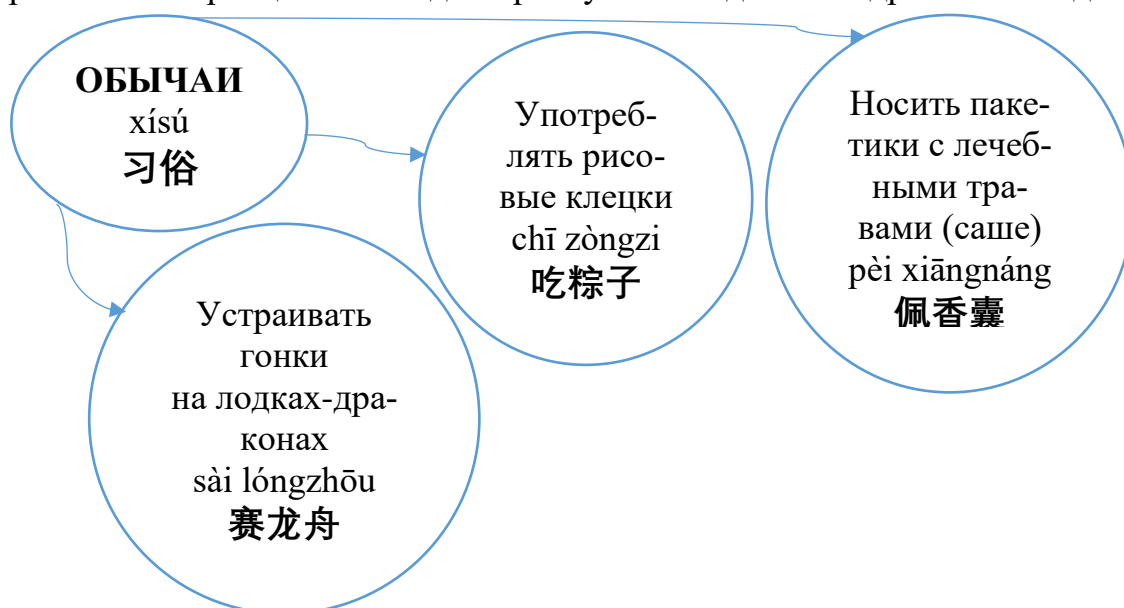 ОБЫЧАИ
xísú
习俗
Употреб-
лять рисо-
вые клецки
chī zòngzi
吃粽子
Носить паке-
тики с лечеб-
ными тра-
вами (саше)
pèi xiāngnáng
佩香囊
Устраивать
гонки
на лодках-дра-
конах
sài lóngzhōu
赛龙舟